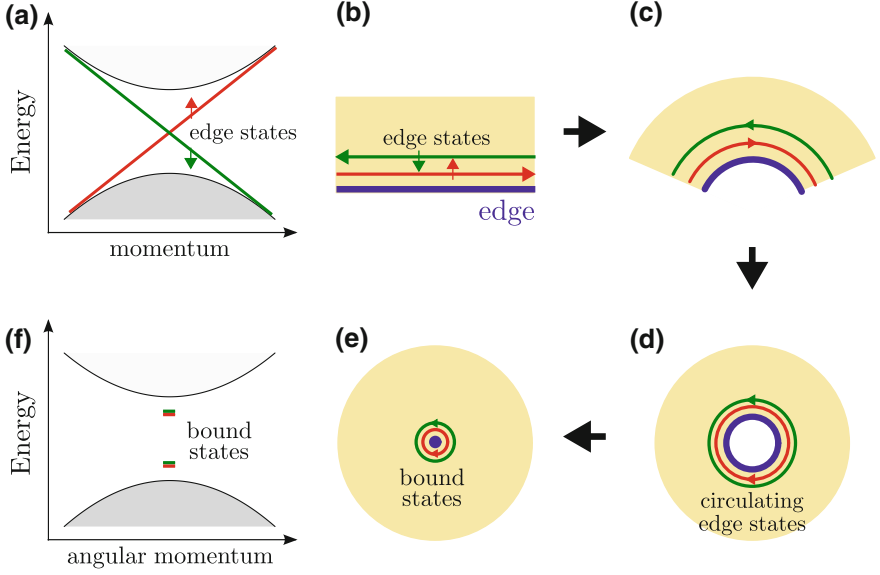 (a)
Energy
edge states
momentum
(b)
edge states
edge
(c)
(f)
Energy
bound
states
angular momentum
(e)
bound
states
(d)
circulating
edge states